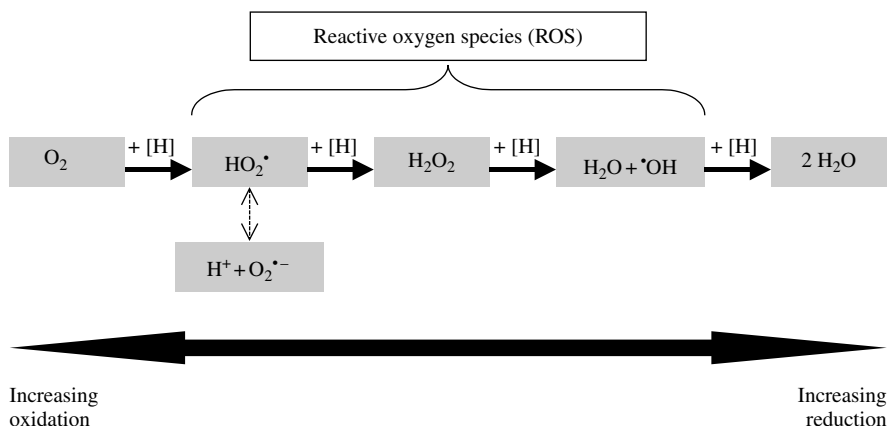 Reactive oxygen species (ROS)
+ [H] + [H] + [H] + [H]
O₂ HO₂• H₂O₂ H₂O + •OH 2 H₂O
H⁺ + O₂•⁻
Increasing oxidation
Increasing reduction